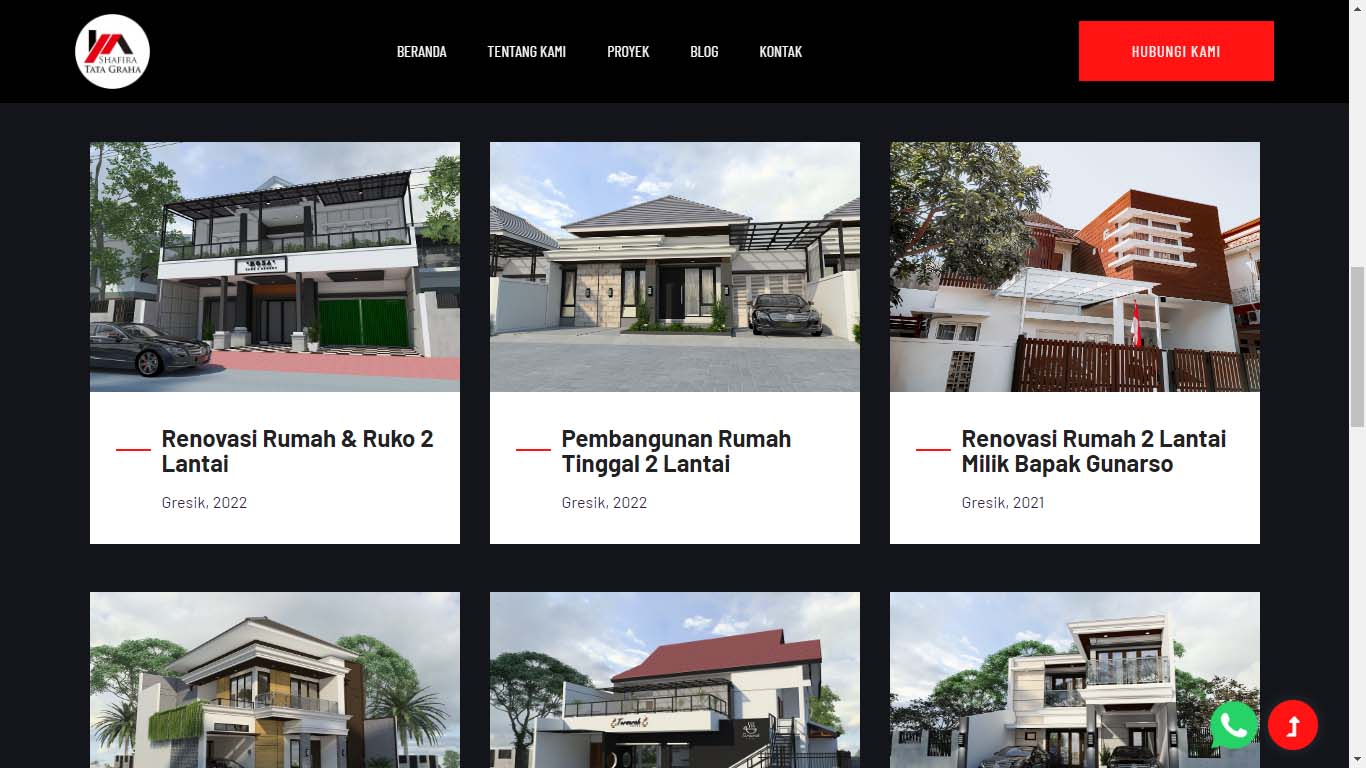 SHAFIRA
TATA GRAHA
BERANDA
TENTANG KAMI
PROYEK
BLOG
KONTAK
HUBUNGI KAMI
Renovasi Rumah & Ruko 2
Lantai
Gresik, 2022
Pembangunan Rumah
Tinggal 2 Lantai
Gresik, 2022
Renovasi Rumah 2 Lantai
Milik Bapak Gunarso
Gresik, 2021